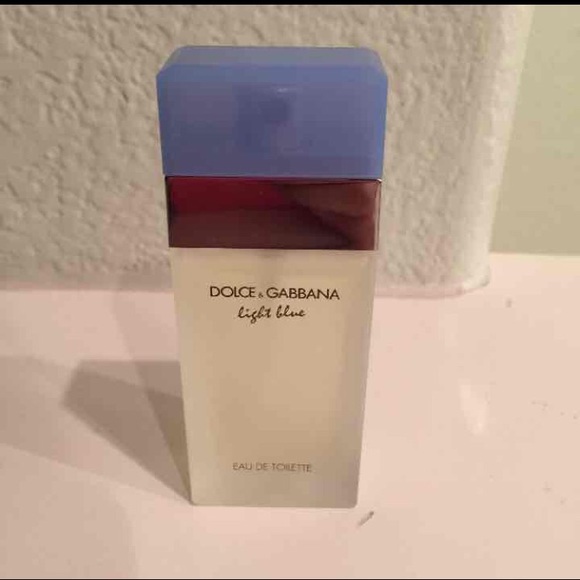 DOLCE & GABBANA
light blue
EAU DE TOILETTE